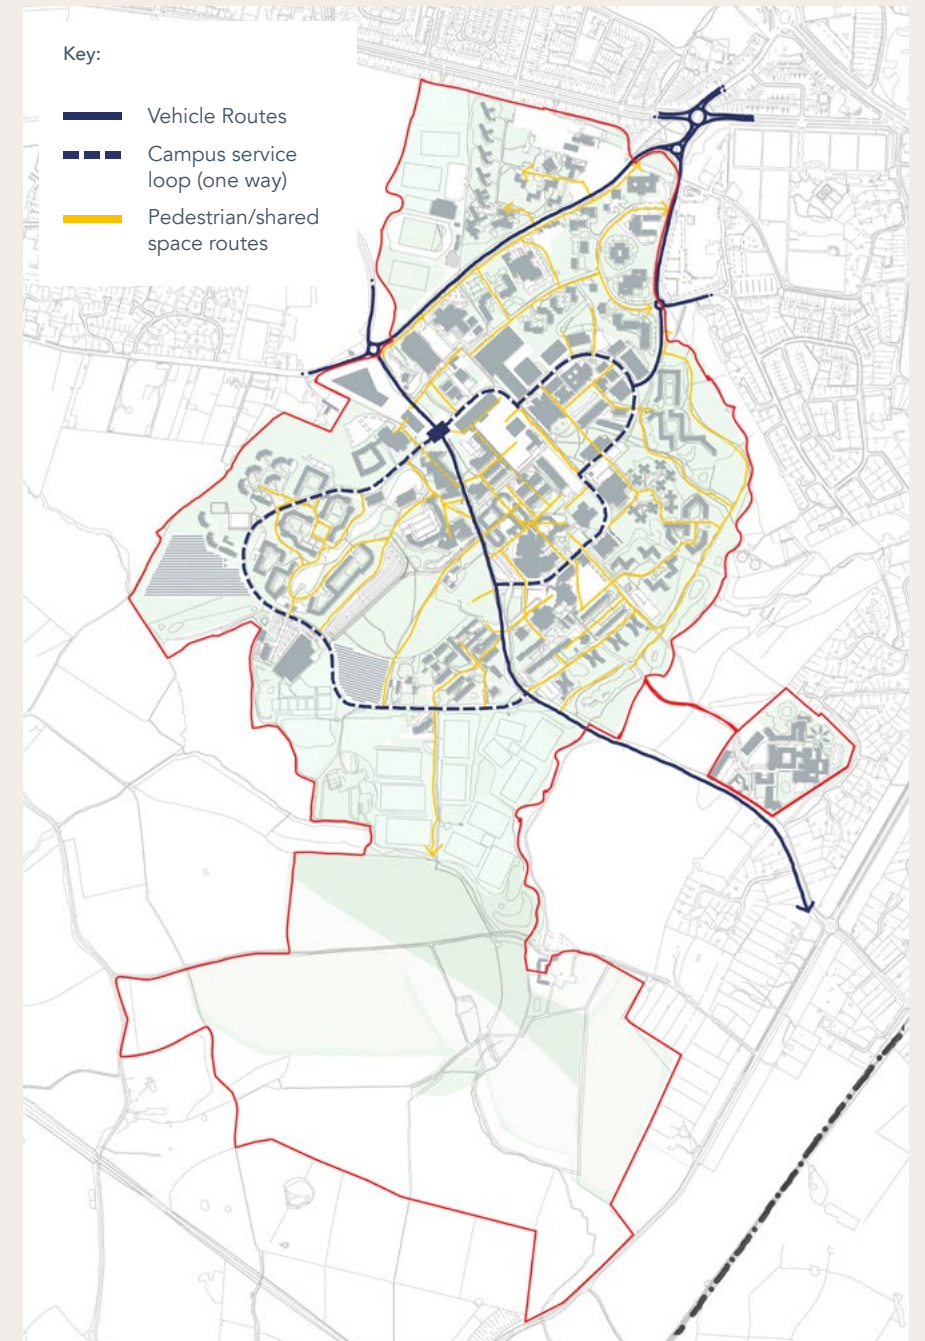 Key:
Vehicle Routes
Campus service
loop (one way)
Pedestrian/shared
space routes